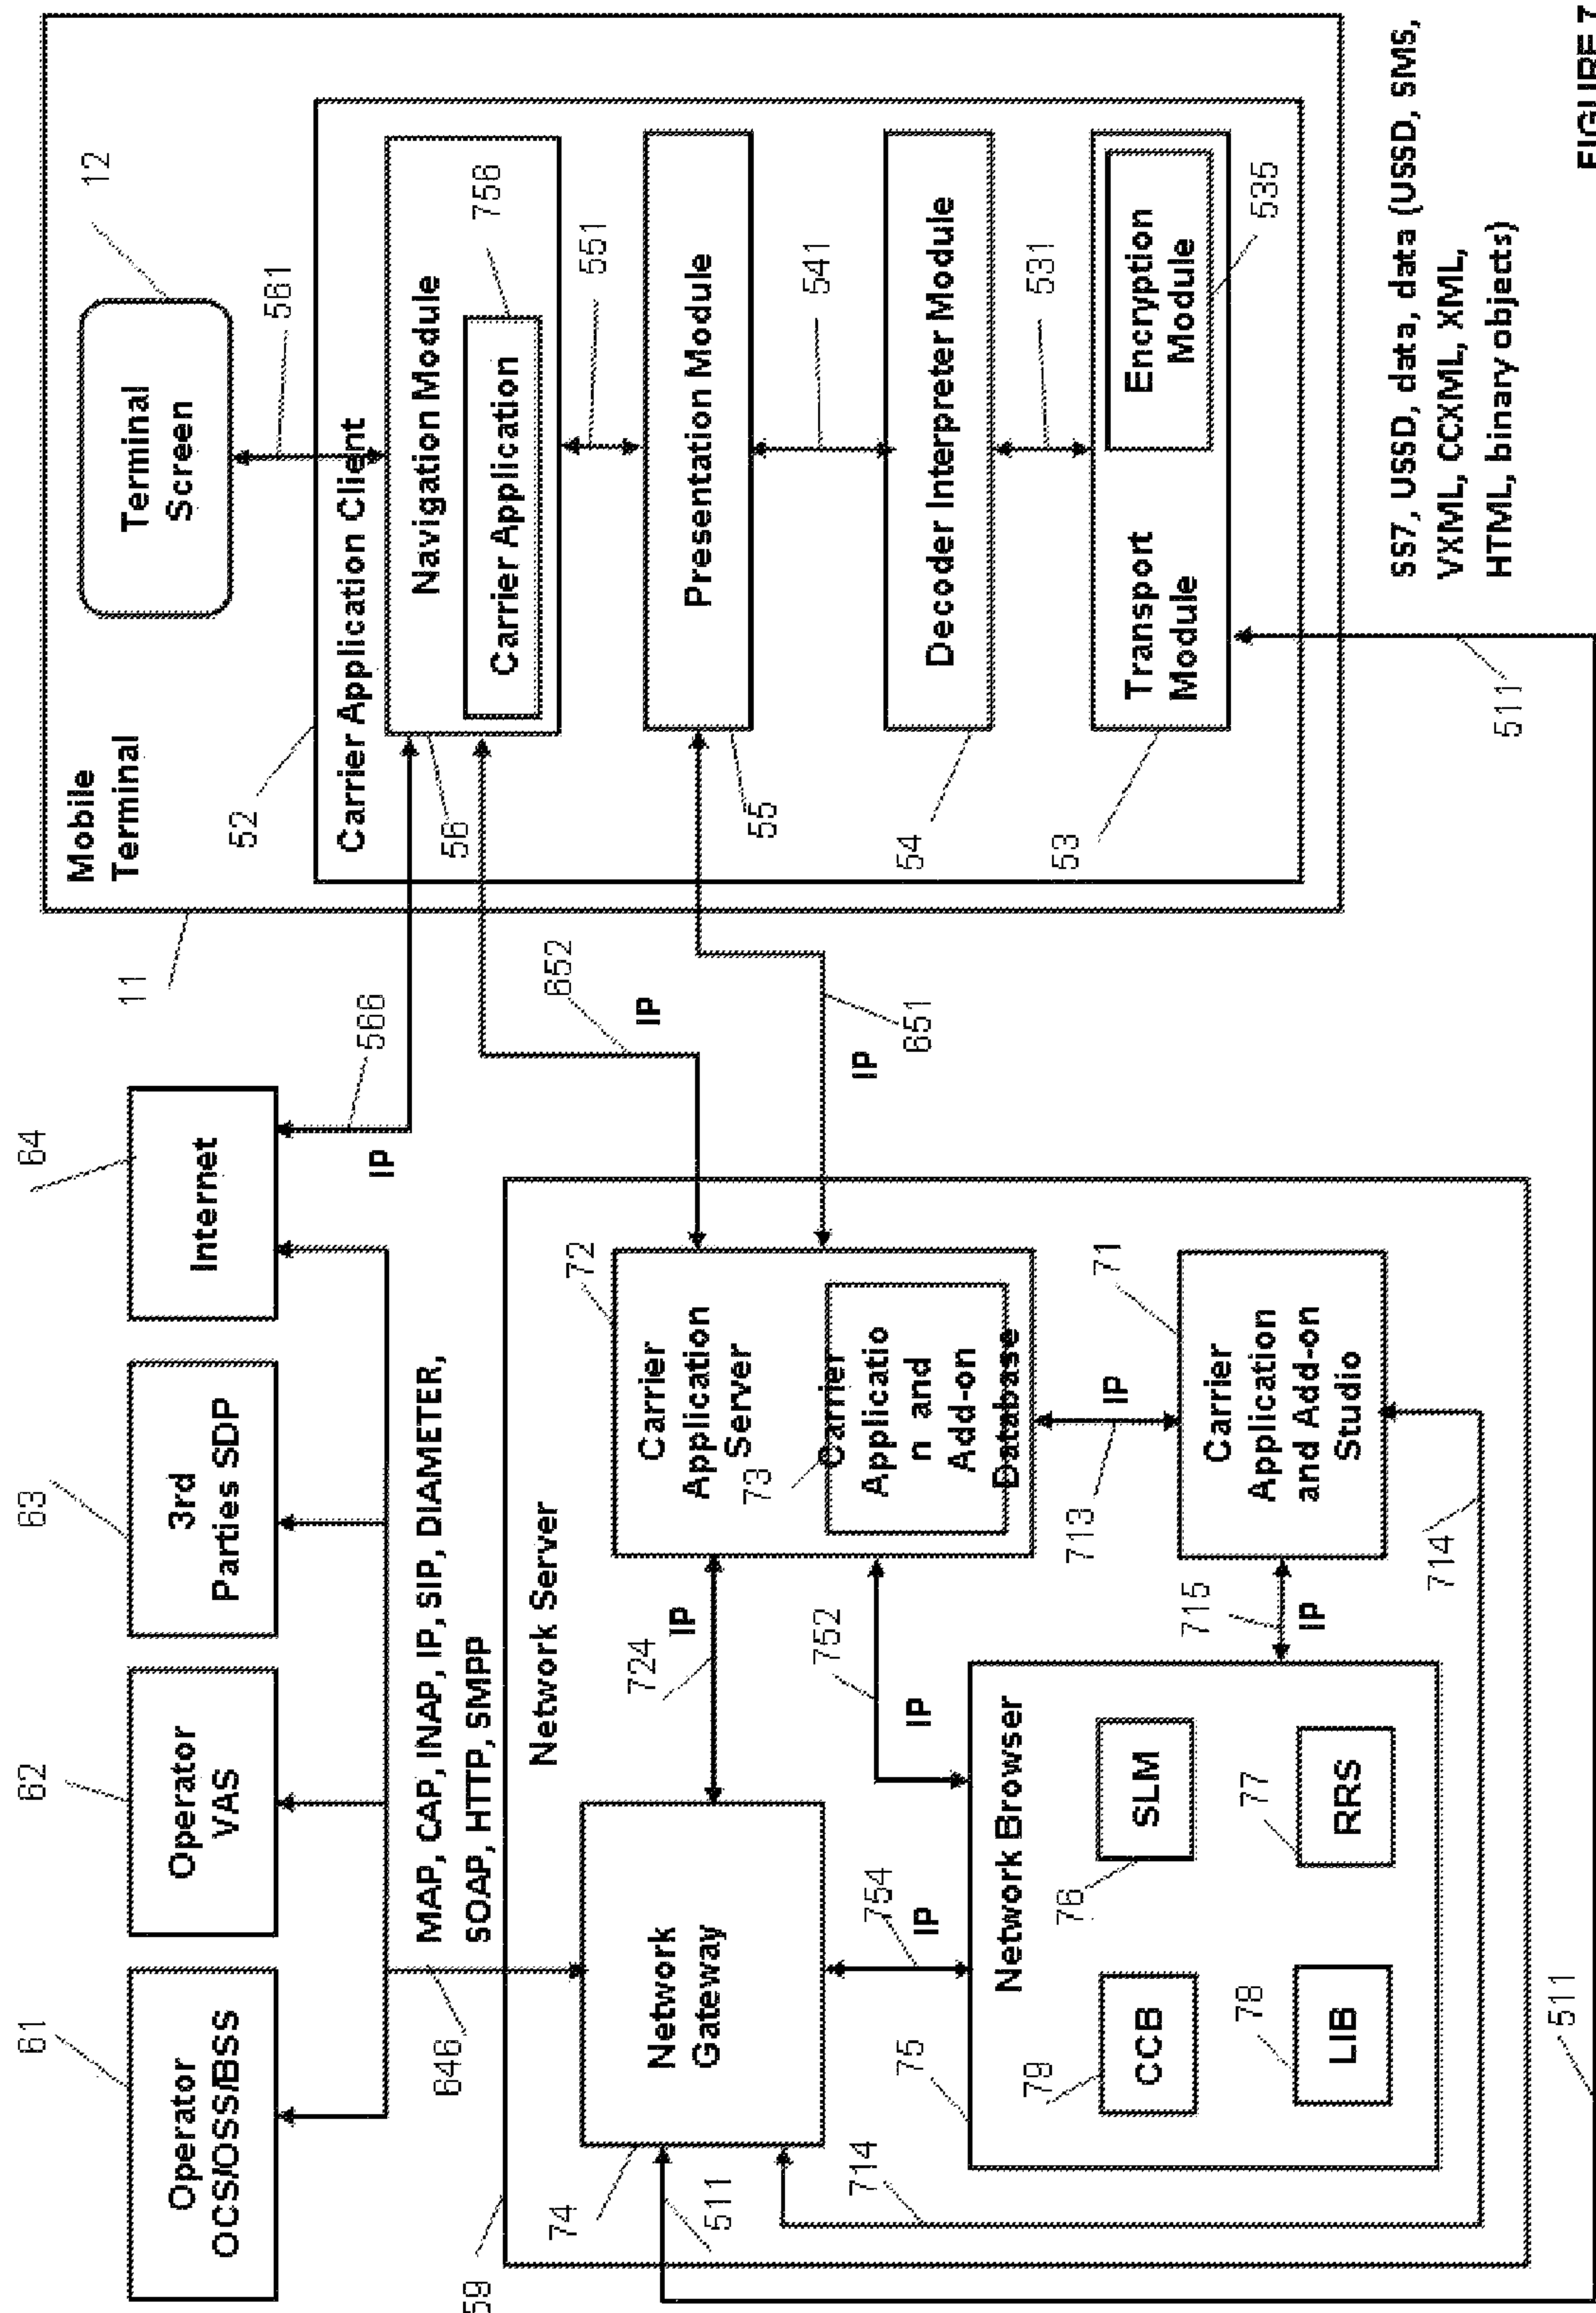 61
62
63
64
Operator
OCS/OSS/BSS
Operator
VAS
3rd
Parties SDP
Internet
11
Mobile
Terminal
Terminal
Screen
12
561
566
IP
52
Carrier Application Client
Navigation Module
Carrier Application
756
56
551
MAP, CAP, INAP, IP, SIP, DIAMETER,
SOAP, HTTP, SMPP
646
59
Network Server
652
IP
651
IP
Presentation Module
55
541
Decoder Interpreter Module
54
531
Transport
Module
Encryption
Module
535
53
74
Network
Gateway
511
724
IP
72
Carrier
Application
Server
73
Carrier
Applicatio
n and
Add-on
Database
714
754
IP
752
IP
713
IP
71
Carrier
Application
and Add-on
Studio
75
Network Browser
715
IP
714
79
CCB
76
SLM
78
LIB
77
RRS
511
511
SS7, USSD, data, data (USSD, SMS,
VXML, CCXML, XML,
HTML, binary objects)
FIGURE 7